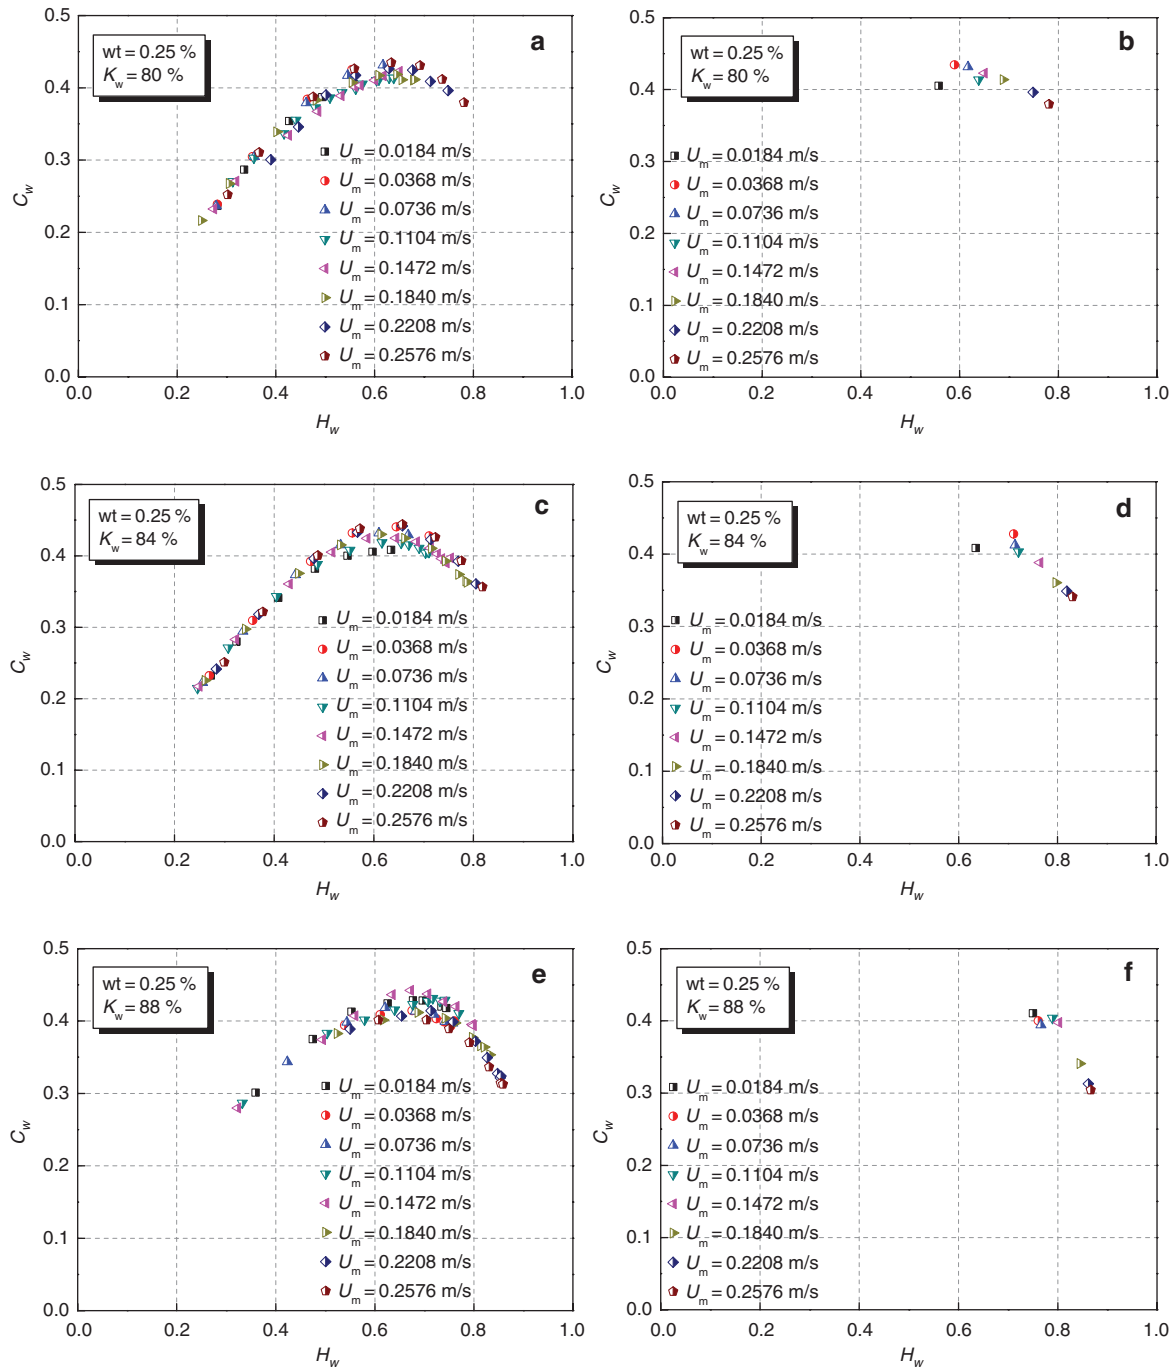 a
wt = 0.25 %
K_w = 80 %
U_m = 0.0184 m/s
U_m = 0.0368 m/s
U_m = 0.0736 m/s
U_m = 0.1104 m/s
U_m = 0.1472 m/s
U_m = 0.1840 m/s
U_m = 0.2208 m/s
U_m = 0.2576 m/s
0.5
0.4
0.3
0.2
0.1
0.0
C_w
0.0 0.2 0.4 0.6 0.8 1.0
H_w
b
wt = 0.25 %
K_w = 80 %
U_m = 0.0184 m/s
U_m = 0.0368 m/s
U_m = 0.0736 m/s
U_m = 0.1104 m/s
U_m = 0.1472 m/s
U_m = 0.1840 m/s
U_m = 0.2208 m/s
U_m = 0.2576 m/s
0.5
0.4
0.3
0.2
0.1
0.0
C_w
0.0 0.2 0.4 0.6 0.8 1.0
H_w
c
wt = 0.25 %
K_w = 84 %
U_m = 0.0184 m/s
U_m = 0.0368 m/s
U_m = 0.0736 m/s
U_m = 0.1104 m/s
U_m = 0.1472 m/s
U_m = 0.1840 m/s
U_m = 0.2208 m/s
U_m = 0.2576 m/s
0.5
0.4
0.3
0.2
0.1
0.0
C_w
0.0 0.2 0.4 0.6 0.8 1.0
H_w
d
wt = 0.25 %
K_w = 84 %
U_m = 0.0184 m/s
U_m = 0.0368 m/s
U_m = 0.0736 m/s
U_m = 0.1104 m/s
U_m = 0.1472 m/s
U_m = 0.1840 m/s
U_m = 0.2208 m/s
U_m = 0.2576 m/s
0.5
0.4
0.3
0.2
0.1
0.0
C_w
0.0 0.2 0.4 0.6 0.8 1.0
H_w
e
wt = 0.25 %
K_w = 88 %
U_m = 0.0184 m/s
U_m = 0.0368 m/s
U_m = 0.0736 m/s
U_m = 0.1104 m/s
U_m = 0.1472 m/s
U_m = 0.1840 m/s
U_m = 0.2208 m/s
U_m = 0.2576 m/s
0.5
0.4
0.3
0.2
0.1
0.0
C_w
0.0 0.2 0.4 0.6 0.8 1.0
H_w
f
wt = 0.25 %
K_w = 88 %
U_m = 0.0184 m/s
U_m = 0.0368 m/s
U_m = 0.0736 m/s
U_m = 0.1104 m/s
U_m = 0.1472 m/s
U_m = 0.1840 m/s
U_m = 0.2208 m/s
U_m = 0.2576 m/s
0.5
0.4
0.3
0.2
0.1
0.0
C_w
0.0 0.2 0.4 0.6 0.8 1.0
H_w